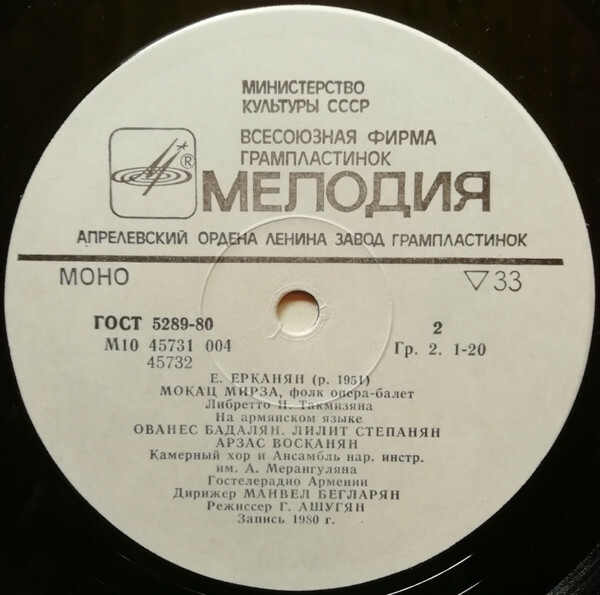 МИНИСТЕРСТВО
КУЛЬТУРЫ СССР
ВСЕСОЮЗНАЯ ФИРМА
ГРАМПЛАСТИНОК
® МЕЛОДИЯ
АПРЕЛЕВСКИЙ ОРДЕНА ЛЕНИНА ЗАВОД ГРАМПЛАСТИНОК
МОНО ▽33
ГОСТ 5289-80 2
М10 45731 004 Гр. 2. 1-20
45732
Е. ЕРКАНЯН (р. 1951)
МОКАЦ МИРЗА, фолк опера-балет
Либретто Н. Такмизяна
На армянском языке
ОВАНЕС БАДАЛЯН, ЛИЛИТ СТЕПАНЯН
АРЗАС ВОСКАНЯН
Камерный хор и Ансамбль нар. инстр.
им. А. Мерангуляна
Гостелерадио Армении
Дирижер МАНВЕЛ БЕГЛАРЯН
Режиссер Г. АШУГЯН
Запись 1980 г.